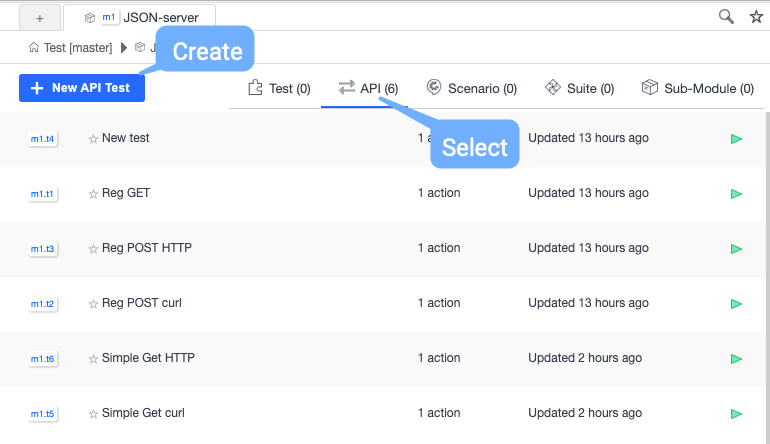 + m1 JSON-server
Test [master] J
Create
+ New API Test
Test (0) API (6) Scenario (0) Suite (0) Sub-Module (0)
Select
m1.t4 New test 1 Updated 13 hours ago
m1.t1 Reg GET 1 action Updated 13 hours ago
m1.t3 Reg POST HTTP 1 action Updated 13 hours ago
m1.t2 Reg POST curl 1 action Updated 13 hours ago
m1.t6 Simple Get HTTP 1 action Updated 2 hours ago
m1.t5 Simple Get curl 1 action Updated 2 hours ago